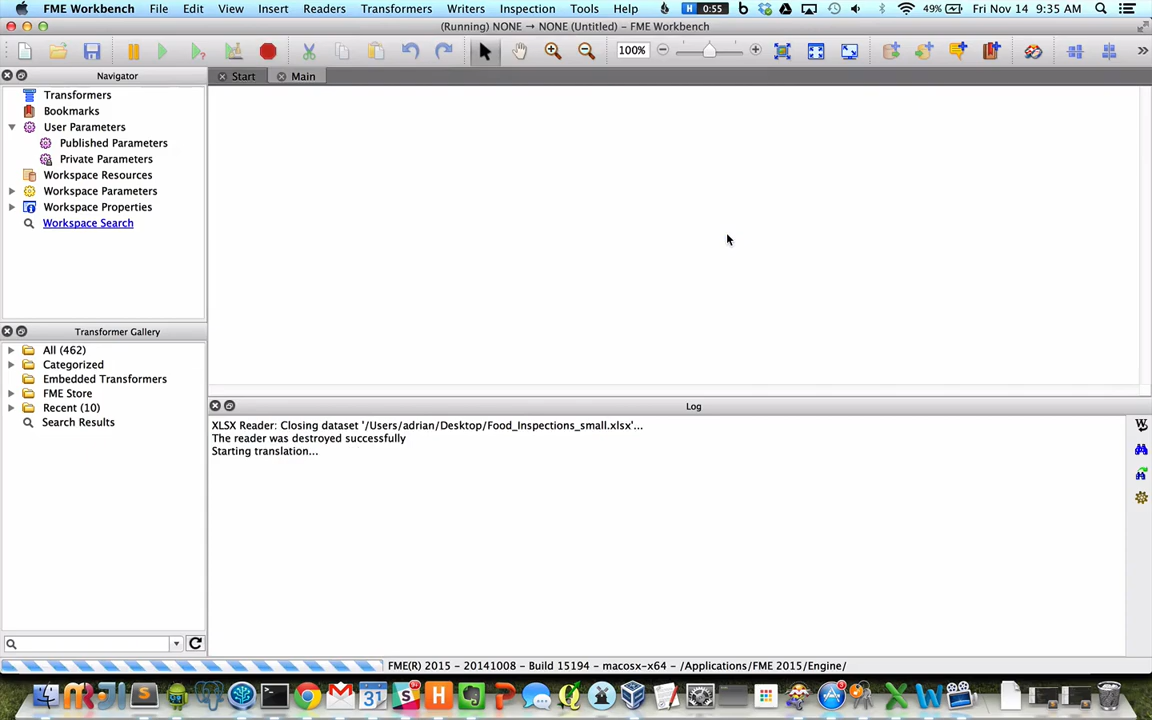 FME Workbench File Edit View Insert Readers Transformers Writers Inspection Tools Help H 0:55 49% Fri Nov 14 9:35 AM
(Running) NONE → NONE (Untitled) - FME Workbench
100%
Navigator
Start
Main
Transformers
Bookmarks
User Parameters
Published Parameters
Private Parameters
Workspace Resources
Workspace Parameters
Workspace Properties
Workspace Search
Transformer Gallery
All (462)
Categorized
Embedded Transformers
FME Store
Recent (10)
Search Results
Log
XLSX Reader: Closing dataset '/Users/adrian/Desktop/Food_Inspections_small.xlsx'...
The reader was destroyed successfully
Starting translation...
FME(R) 2015 - 20141008 - Build 15194 - macosx-x64 - /Applications/FME 2015/Engine/